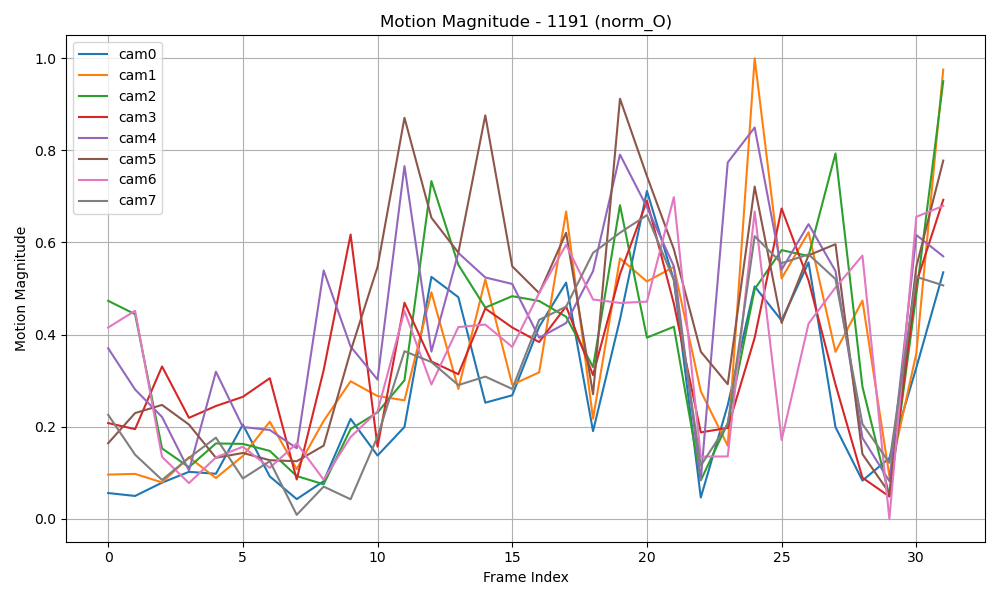 Motion Magnitude - 1191 (norm_O)
cam0
cam1
cam2
cam3
cam4
cam5
cam6
cam7
Motion Magnitude
1.0
0.8
0.6
0.4
0.2
0.0
0 5 10 15 20 25 30
Frame Index